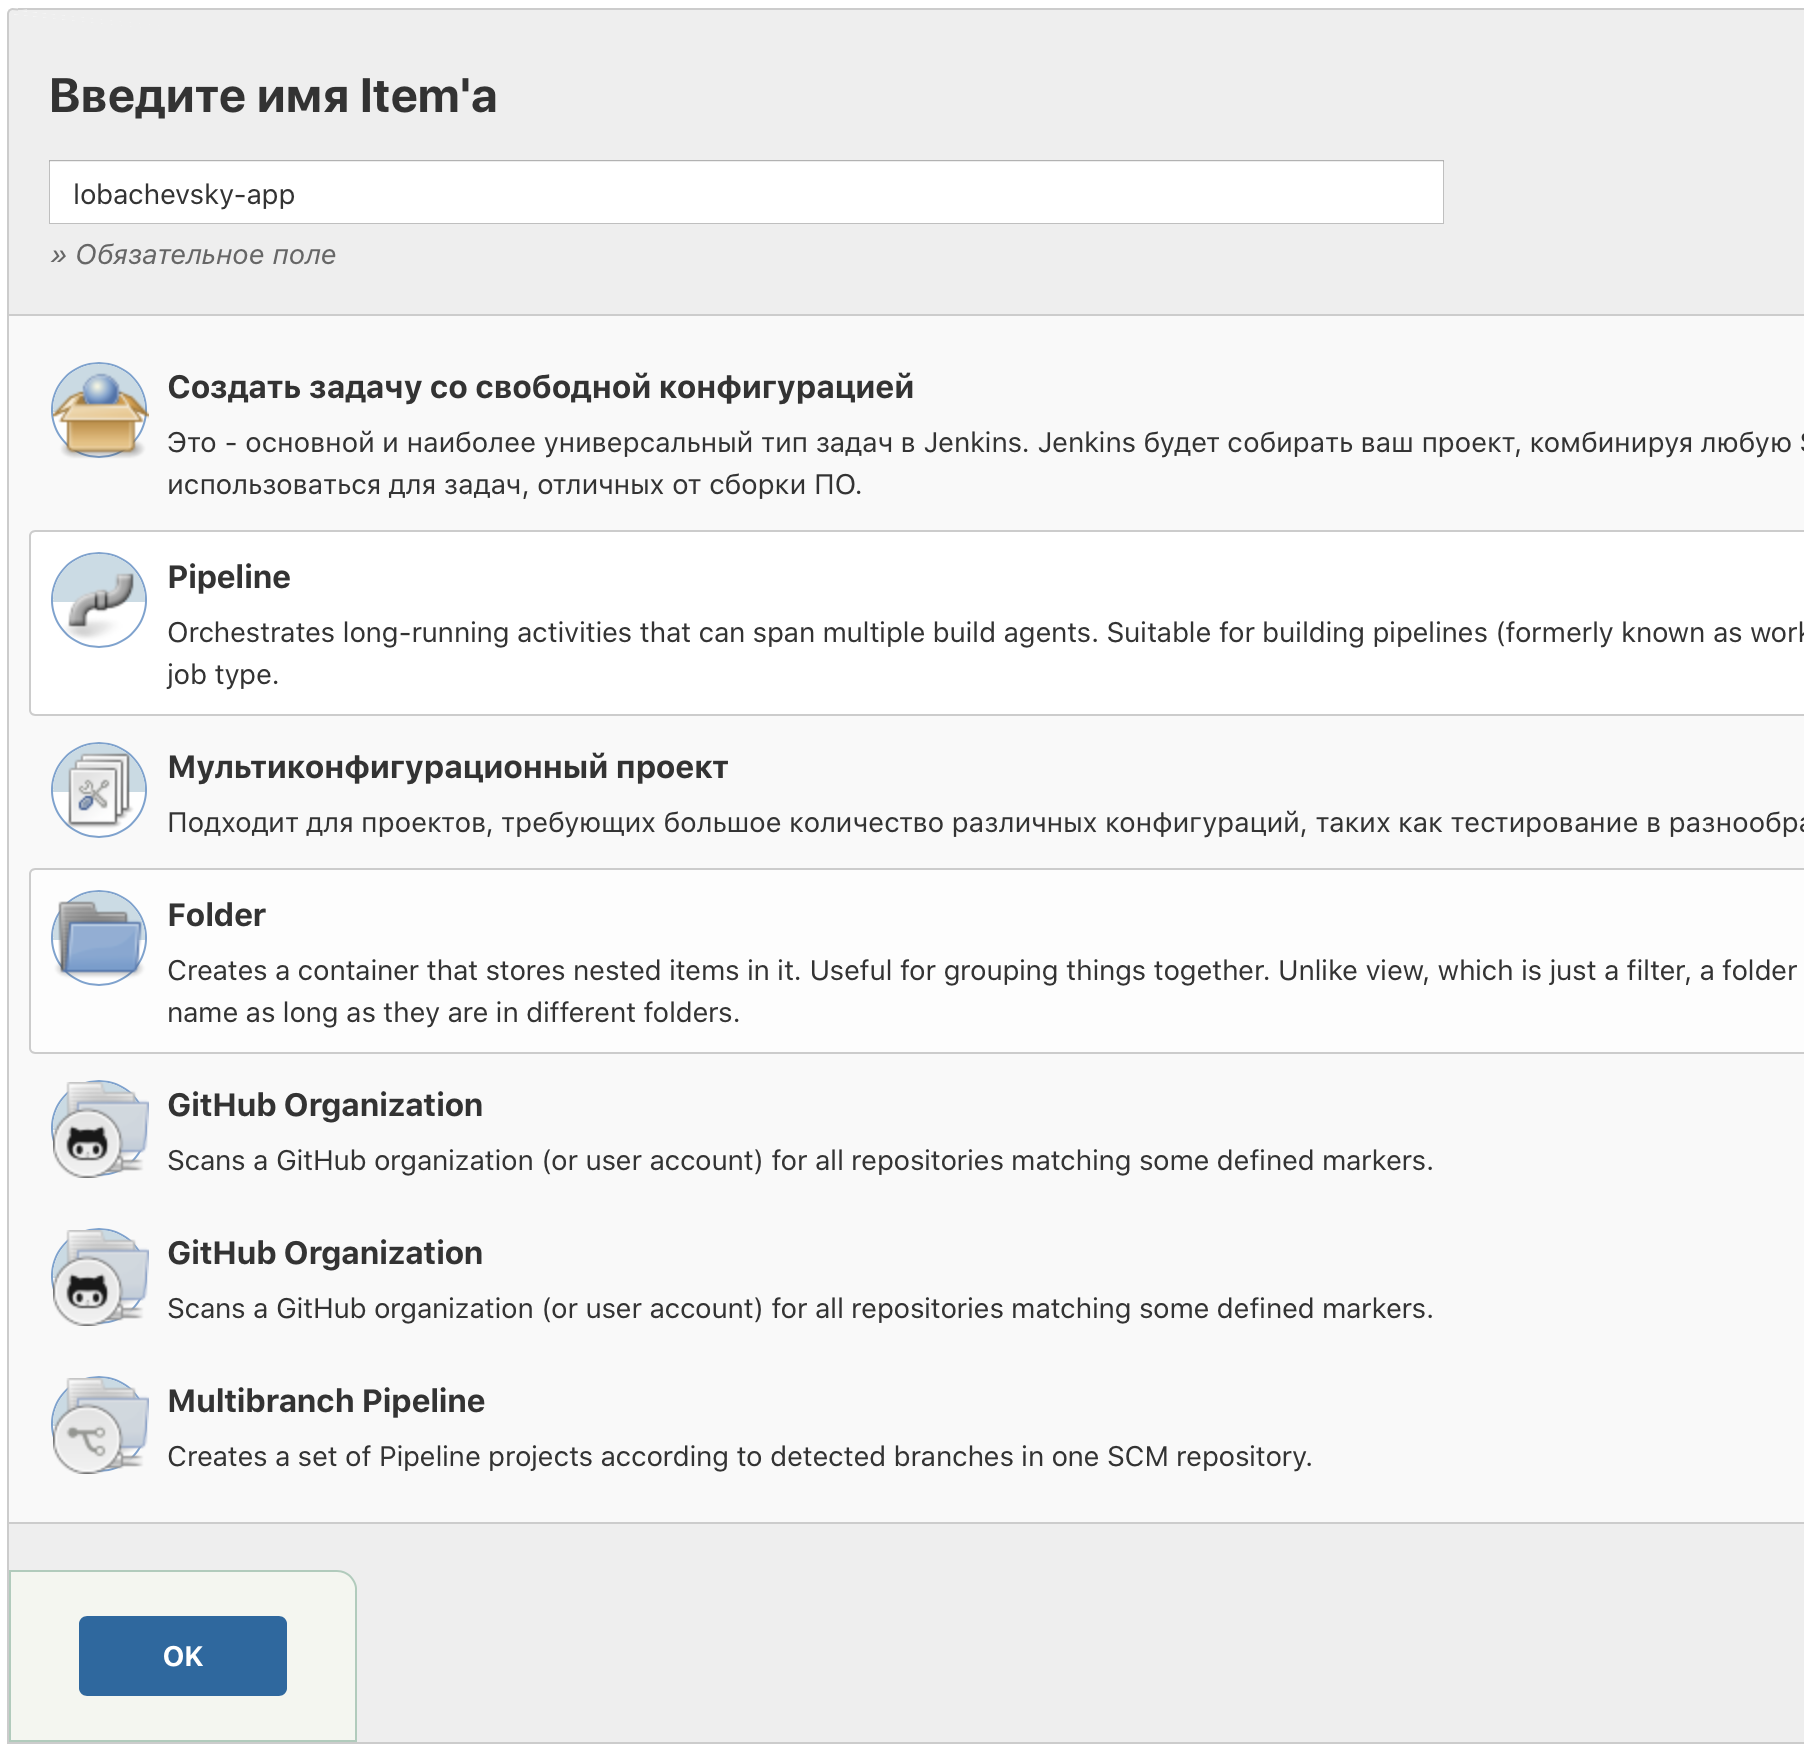 Введите имя Item'а
lobachevsky-app
» Обязательное поле
Создать задачу со свободной конфигурацией
Это - основной и наиболее универсальный тип задач в Jenkins. Jenkins будет собирать ваш проект, комбинируя любую
использоваться для задач, отличных от сборки ПО.
Pipeline
Orchestrates long-running activities that can span multiple build agents. Suitable for building pipelines (formerly known as
job type.
Мультиконфигурационный проект
Подходит для проектов, требующих большое количество различных конфигураций, таких как тестирование в
Folder
Creates a container that stores nested items in it. Useful for grouping things together. Unlike view, which is just a filter, a folder
name as long as they are in different folders.
GitHub Organization
Scans a GitHub organization (or user account) for all repositories matching some defined markers.
GitHub Organization
Scans a GitHub organization (or user account) for all repositories matching some defined markers.
Multibranch Pipeline
Creates a set of Pipeline projects according to detected branches in one SCM repository.
OK